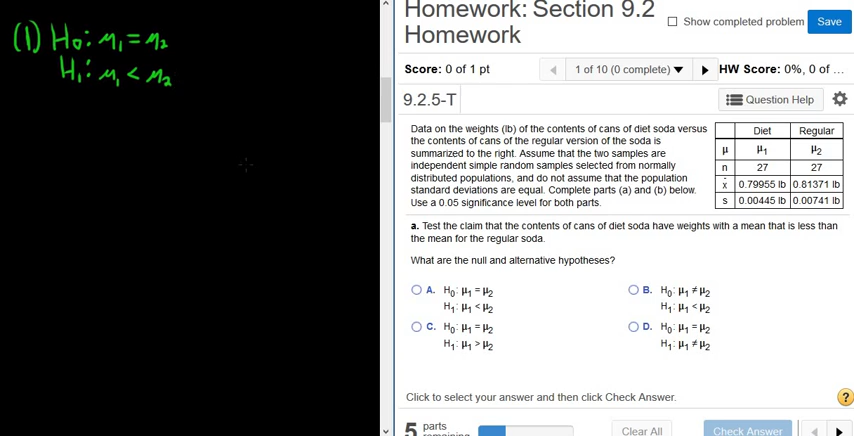 (1) H₀: μ₁ = μ₂
H₁: μ₁ < μ₂
Homework: Section 9.2
Homework
Show completed problem
Save
Score: 0 of 1 pt
1 of 10 (0 complete)
HW Score: 0%, 0 of ...
9.2.5-T
Question Help
Data on the weights (lb) of the contents of cans of diet soda versus
the contents of cans of the regular version of the soda is
summarized to the right. Assume that the two samples are
independent simple random samples selected from normally
distributed populations, and do not assume that the population
standard deviations are equal. Complete parts (a) and (b) below.
Use a 0.05 significance level for both parts.
Diet Regular
μ μ₁ μ₂
n 27 27
x̄ 0.79955 lb 0.81371 lb
s 0.00445 lb 0.00741 lb
a. Test the claim that the contents of cans of diet soda have weights with a mean that is less than
the mean for the regular soda.
What are the null and alternative hypotheses?
A. H₀: μ₁ = μ₂
H₁: μ₁ < μ₂
B. H₀: μ₁ ≠ μ₂
H₁: μ₁ < μ₂
C. H₀: μ₁ = μ₂
H₁: μ₁ > μ₂
D. H₀: μ₁ = μ₂
H₁: μ₁ ≠ μ₂
Click to select your answer and then click Check Answer.
?
5 parts
remaining
Clear All
Check Answer